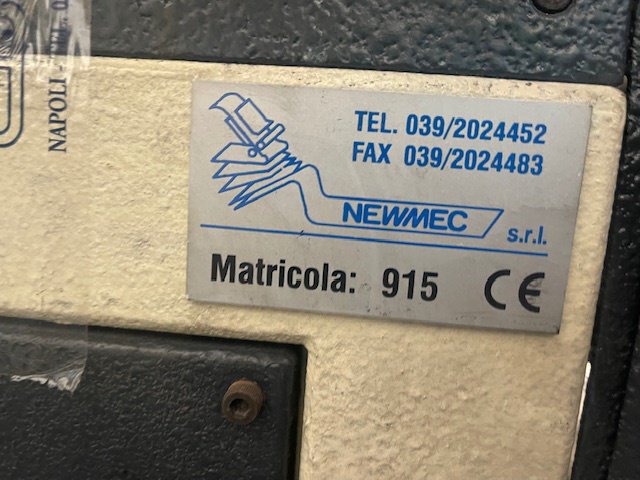 NAPOLI -
TEL. 039/2024452
FAX 039/2024483
NEWMEC
s.r.l.
Matricola: 915 CE